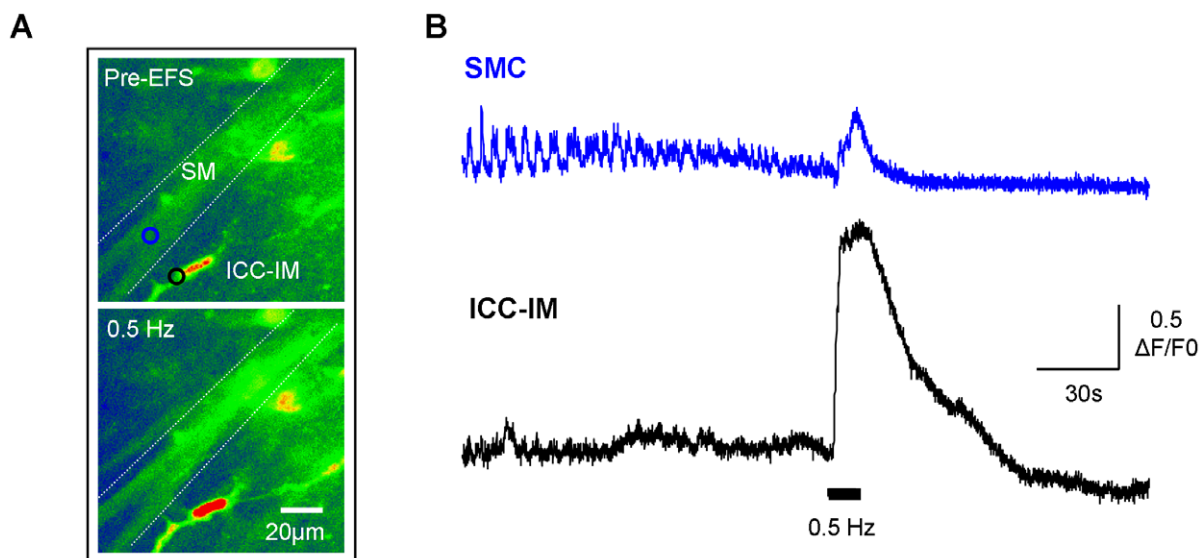 A
Pre-EFS
SM
ICC-IM
0.5 Hz
20µm
B
SMC
ICC-IM
0.5
ΔF/F0
30s
0.5 Hz